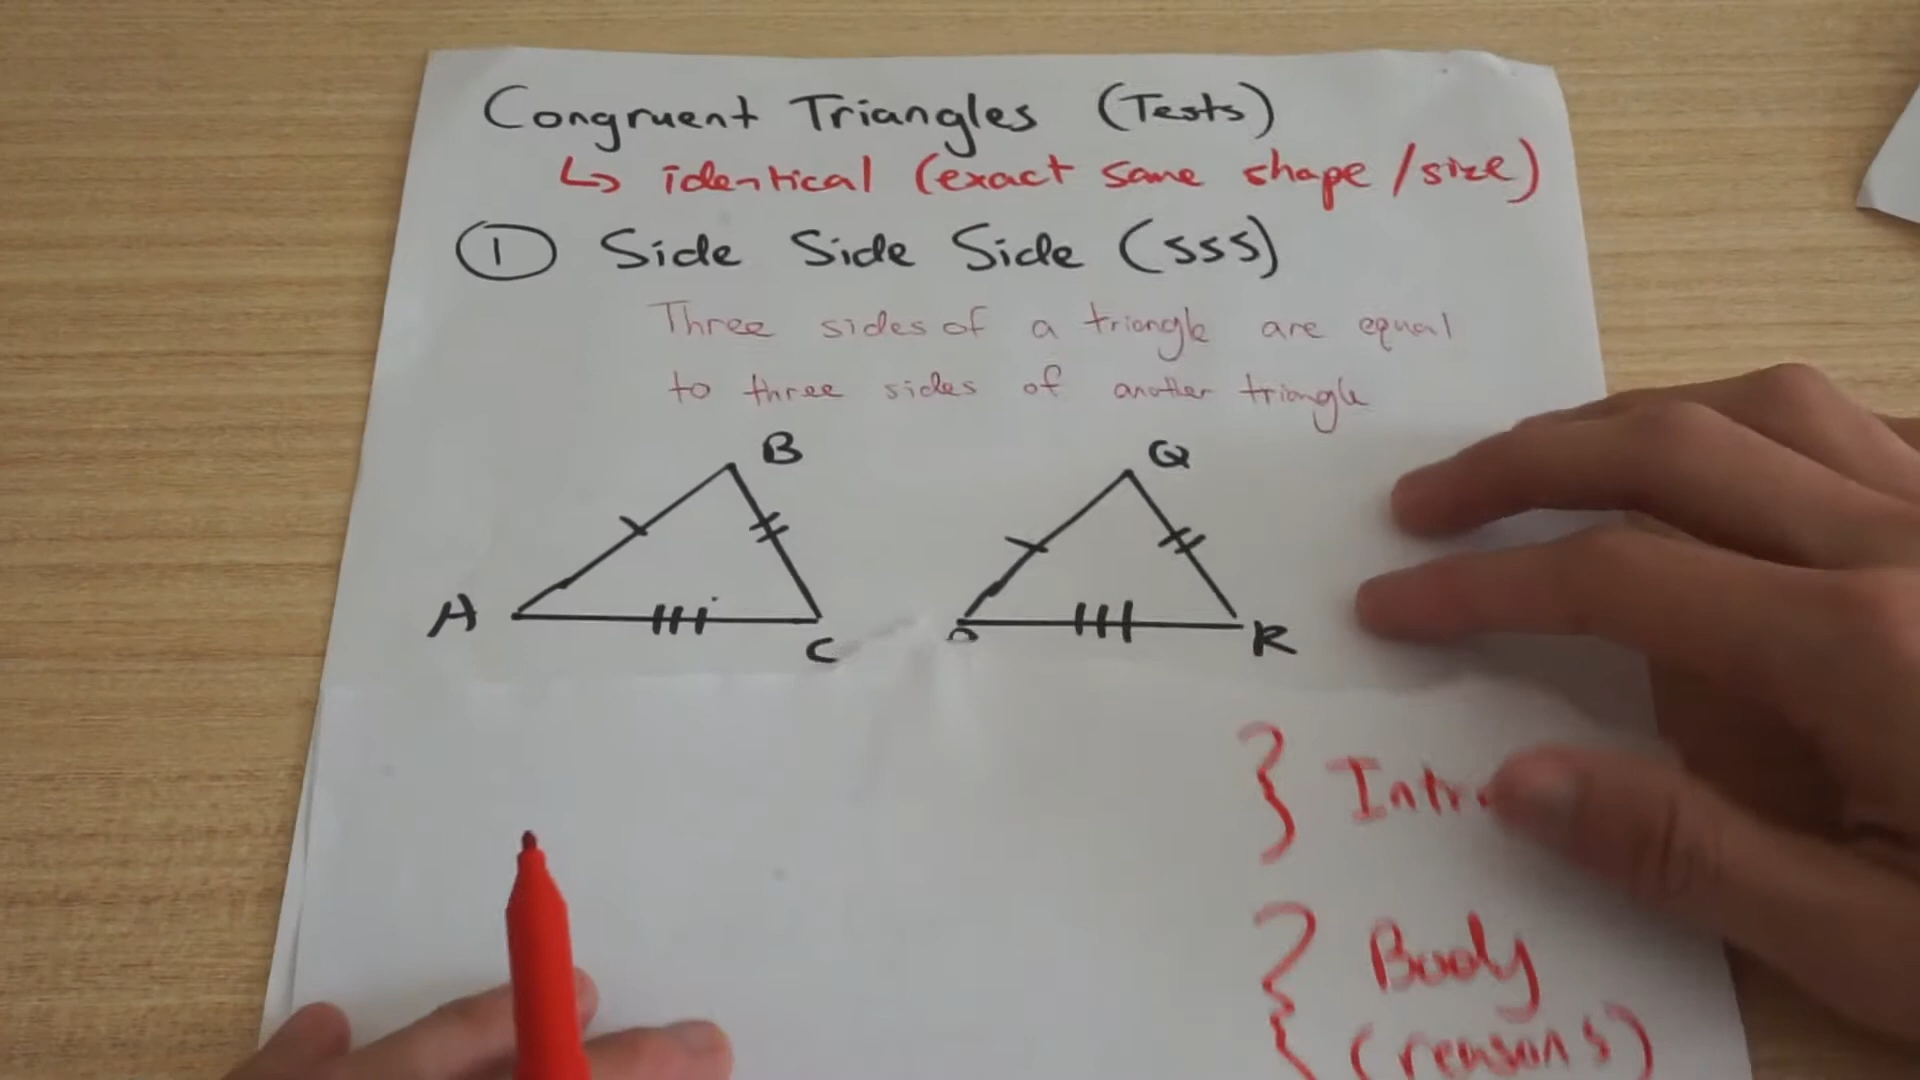 Congruent Triangles (Tests)
↳ identical (exact same shape/size)
① Side Side Side (SSS)
Three sides of a triangle are equal
to three sides of another triangle
B
Q
A
C
R
} Intr
} Body
(reasons)